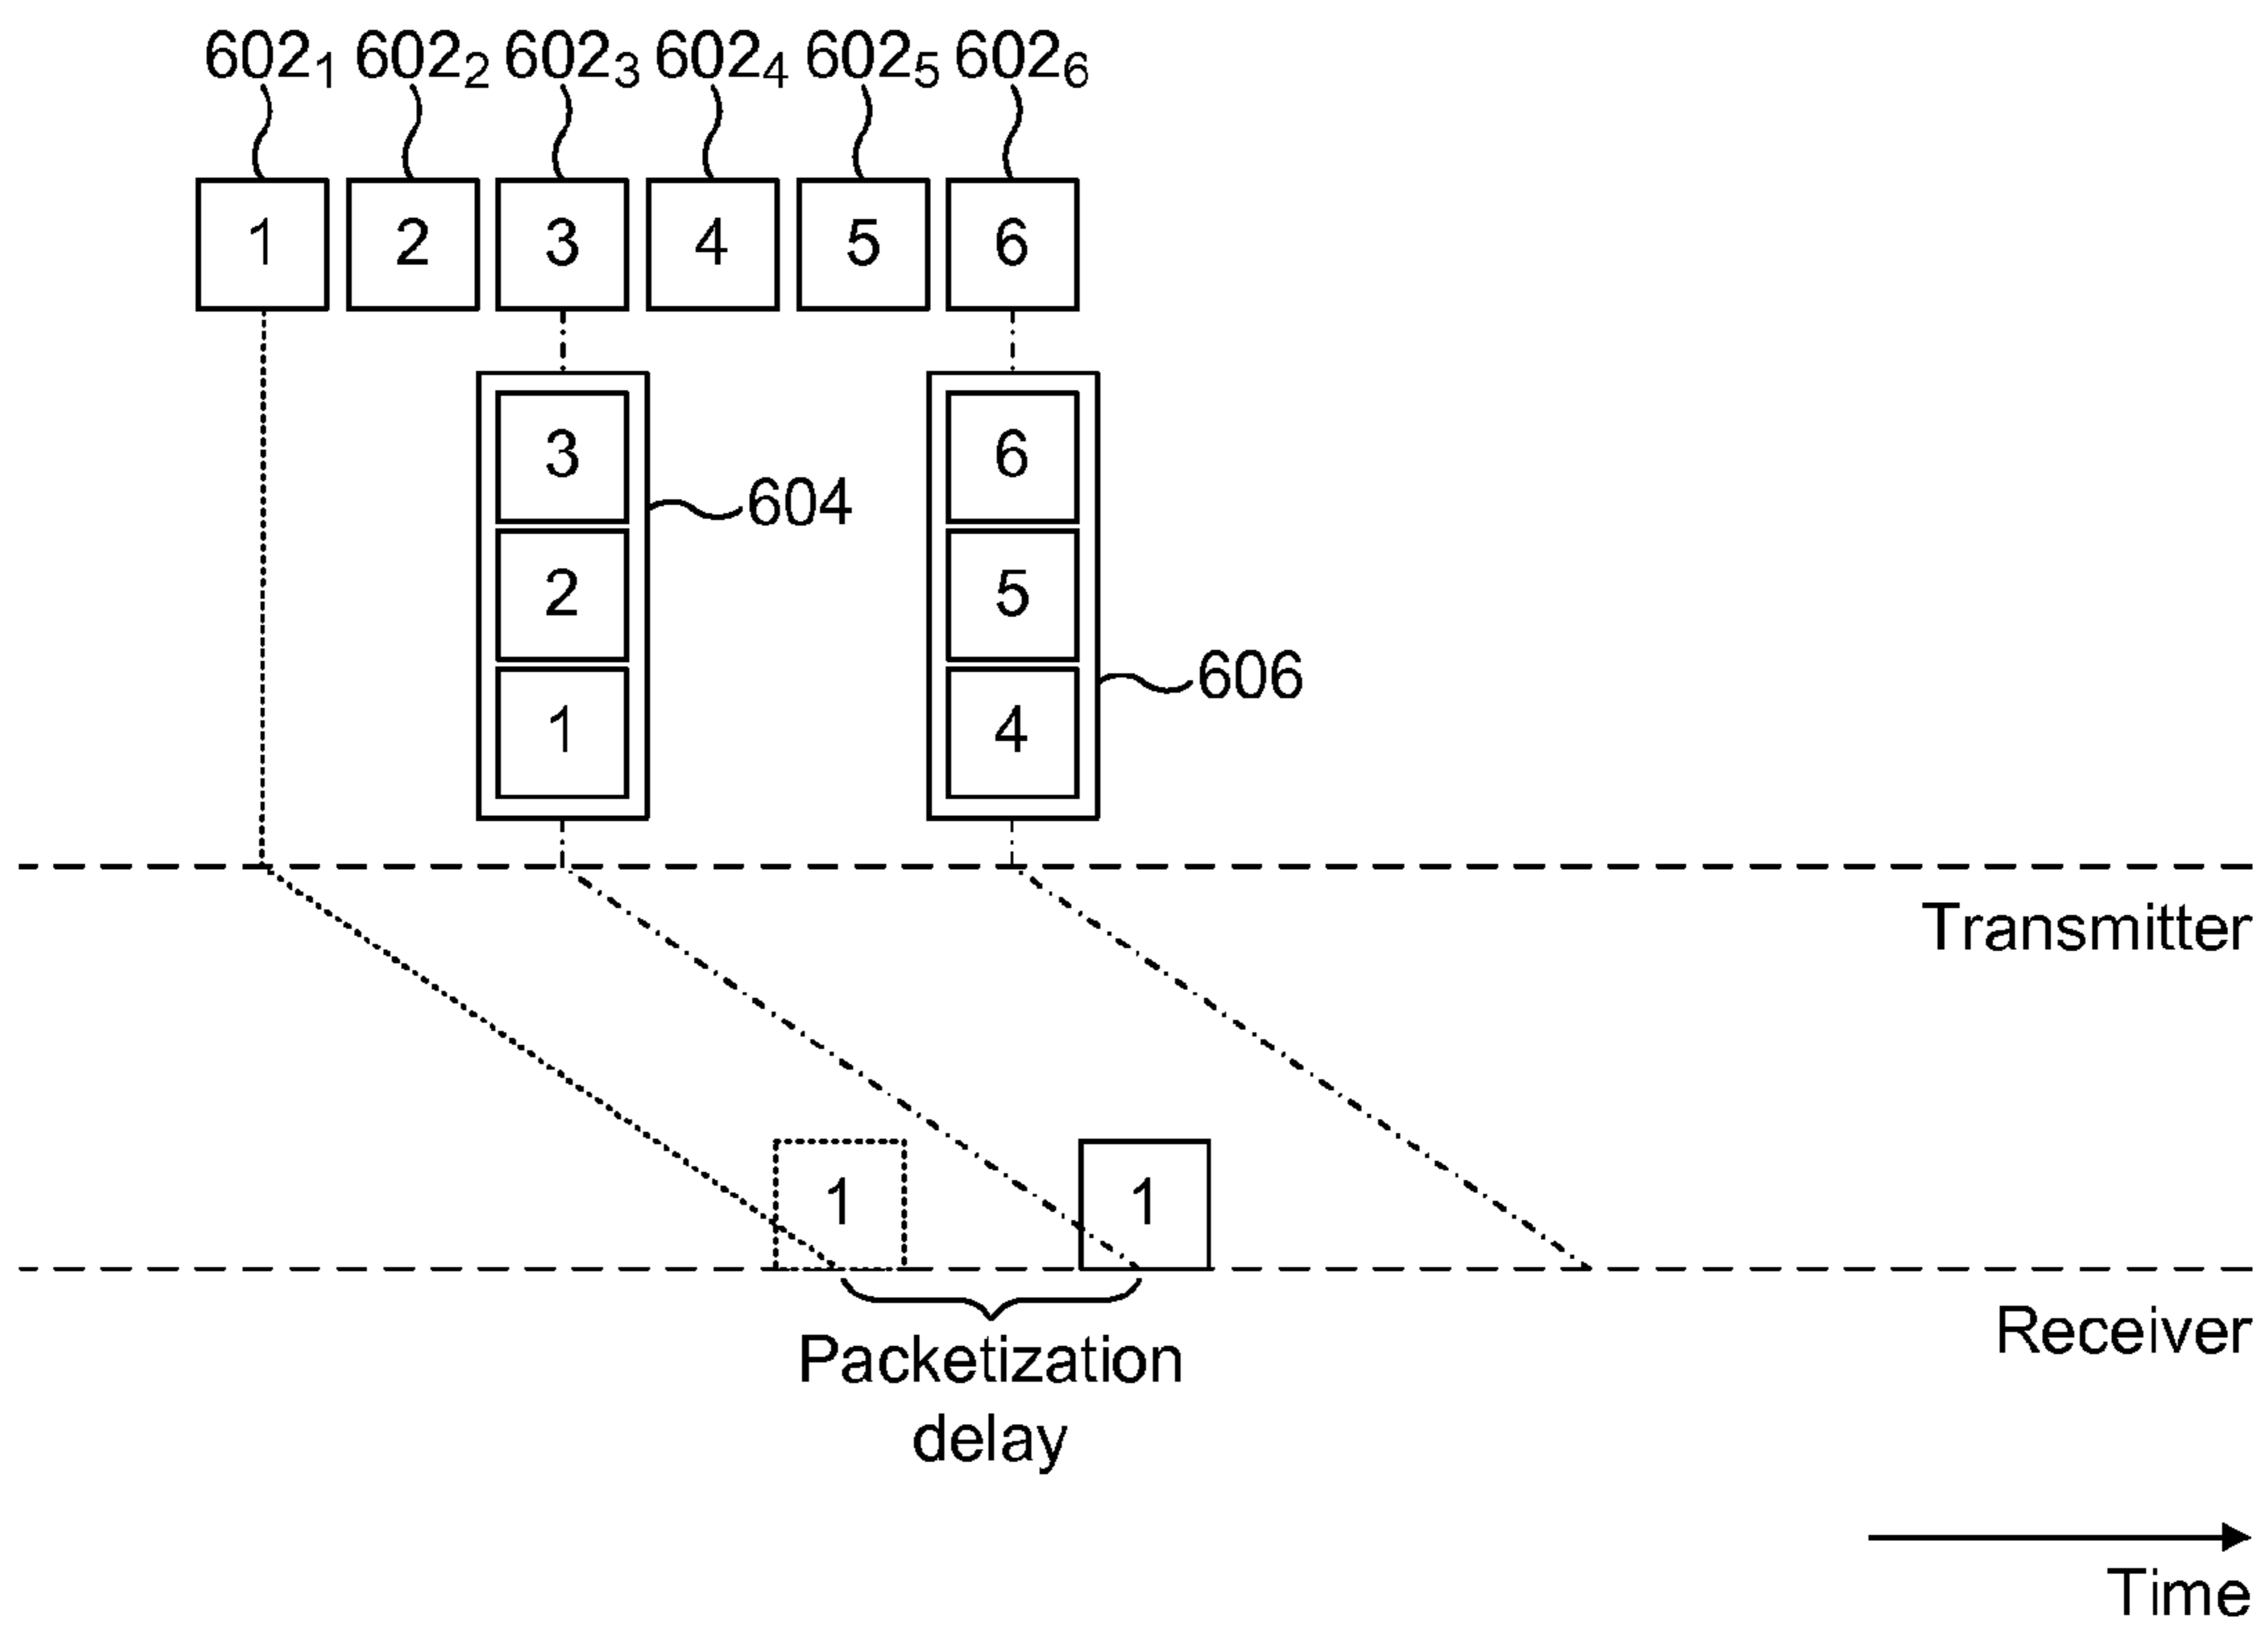 602₁ 602₂ 602₃ 602₄ 602₅ 602₆
1 2 3 4 5 6
3 6
604
2 5
606
1 4
Transmitter
1 1
Receiver
Packetization
delay
Time